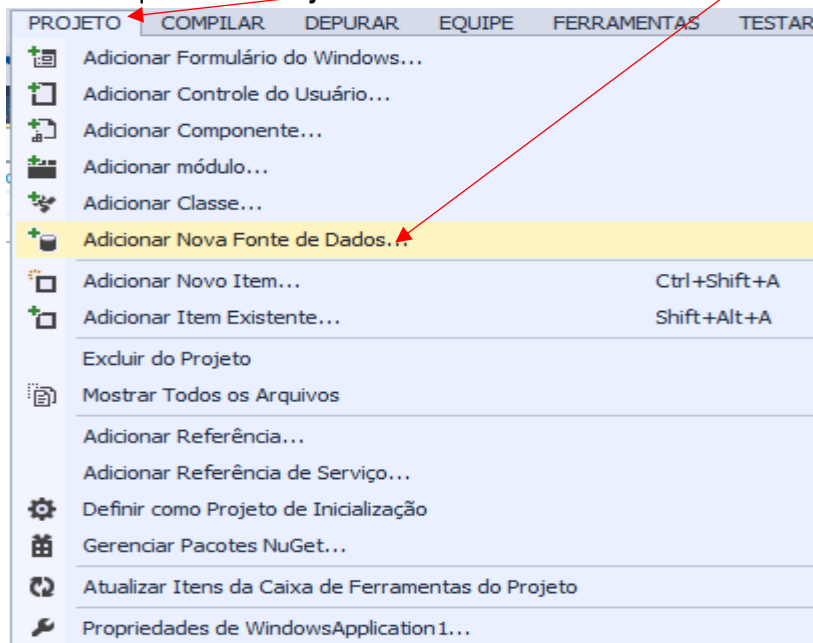 PROJETO COMPILAR DEPURAR EQUIPE FERRAMENTAS TESTAR
Adicionar Formulário do Windows...
Adicionar Controle do Usuário...
Adicionar Componente...
Adicionar módulo...
Adicionar Classe...
Adicionar Nova Fonte de Dados...
Adicionar Novo Item... Ctrl+Shift+A
Adicionar Item Existente... Shift+Alt+A
Excluir do Projeto
Mostrar Todos os Arquivos
Adicionar Referência...
Adicionar Referência de Serviço...
Definir como Projeto de Inicialização
Gerenciar Pacotes NuGet...
Atualizar Itens da Caixa de Ferramentas do Projeto
Propriedades de WindowsApplication1...